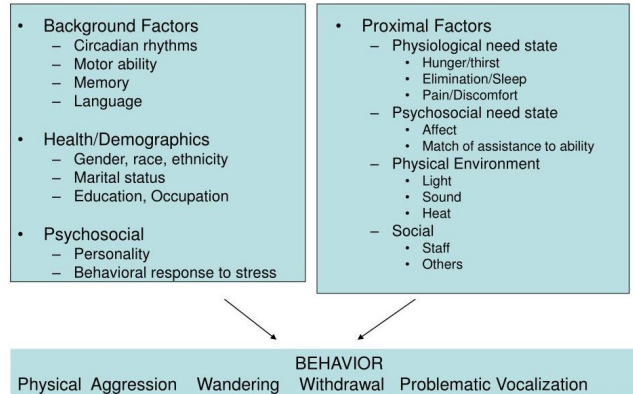 • Background Factors
– Circadian rhythms
– Motor ability
– Memory
– Language
• Health/Demographics
– Gender, race, ethnicity
– Marital status
– Education, Occupation
• Psychosocial
– Personality
– Behavioral response to stress
• Proximal Factors
– Physiological need state
• Hunger/thirst
• Elimination/Sleep
• Pain/Discomfort
– Psychosocial need state
• Affect
• Match of assistance to ability
– Physical Environment
• Light
• Sound
• Heat
– Social
• Staff
• Others
BEHAVIOR
Physical Aggression Wandering Withdrawal Problematic Vocalization